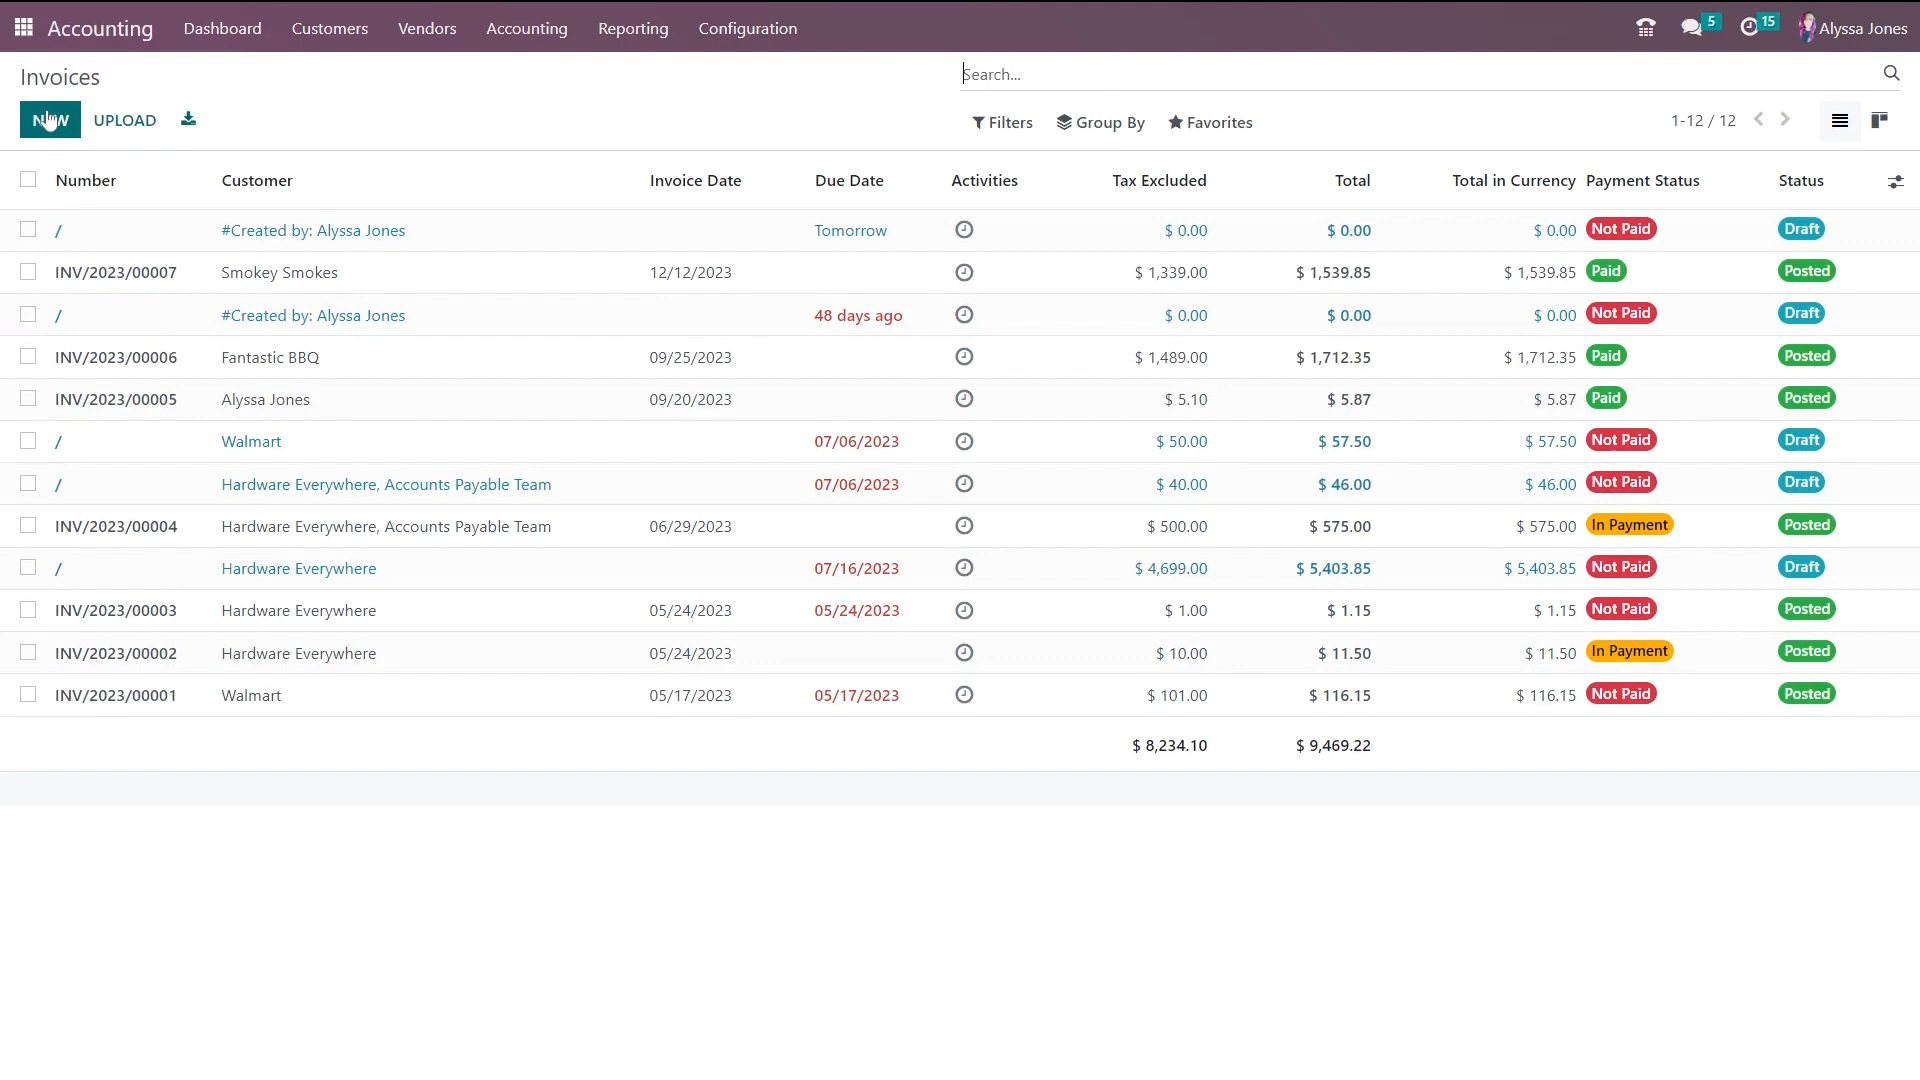 Accounting Dashboard Customers Vendors Accounting Reporting Configuration 5 15 Alyssa Jones
Invoices Search...
NEW UPLOAD Filters Group By Favorites 1-12 / 12
Number Customer Invoice Date Due Date Activities Tax Excluded Total Total in Currency Payment Status Status
/ #Created by: Alyssa Jones Tomorrow $ 0.00 $ 0.00 $ 0.00 Not Paid Draft
INV/2023/00007 Smokey Smokes 12/12/2023 $ 1,339.00 $ 1,539.85 $ 1,539.85 Paid Posted
/ #Created by: Alyssa Jones 48 days ago $ 0.00 $ 0.00 $ 0.00 Not Paid Draft
INV/2023/00006 Fantastic BBQ 09/25/2023 $ 1,489.00 $ 1,712.35 $ 1,712.35 Paid Posted
INV/2023/00005 Alyssa Jones 09/20/2023 $ 5.10 $ 5.87 $ 5.87 Paid Posted
/ Walmart 07/06/2023 $ 50.00 $ 57.50 $ 57.50 Not Paid Draft
/ Hardware Everywhere, Accounts Payable Team 07/06/2023 $ 40.00 $ 46.00 $ 46.00 Not Paid Draft
INV/2023/00004 Hardware Everywhere, Accounts Payable Team 06/29/2023 $ 500.00 $ 575.00 $ 575.00 In Payment Posted
/ Hardware Everywhere 07/16/2023 $ 4,699.00 $ 5,403.85 $ 5,403.85 Not Paid Draft
INV/2023/00003 Hardware Everywhere 05/24/2023 05/24/2023 $ 1.00 $ 1.15 $ 1.15 Not Paid Posted
INV/2023/00002 Hardware Everywhere 05/24/2023 $ 10.00 $ 11.50 $ 11.50 In Payment Posted
INV/2023/00001 Walmart 05/17/2023 05/17/2023 $ 101.00 $ 116.15 $ 116.15 Not Paid Posted
$ 8,234.10 $ 9,469.22